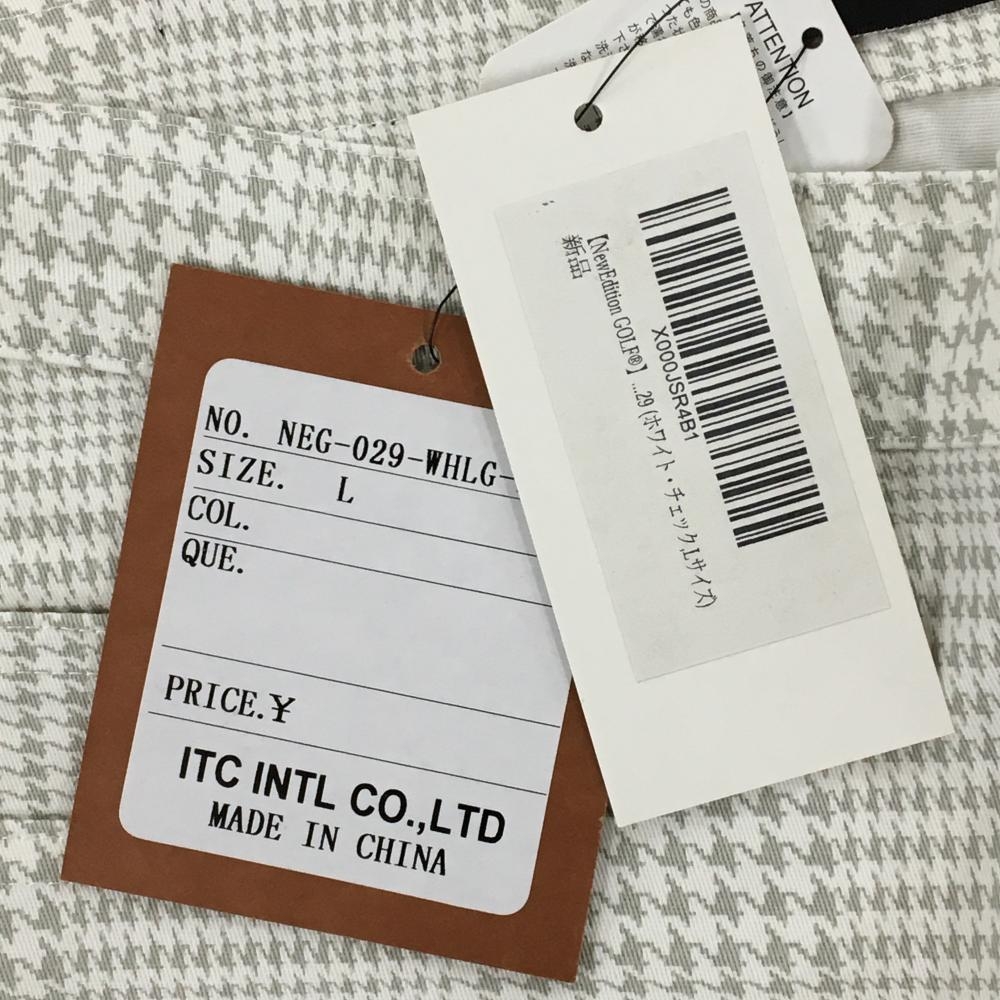 NO. NEG-029-WHLG-
SIZE. L
COL.
QUE.
PRICE.¥
ITC INTL CO.,LTD
MADE IN CHINA
X000JSR4B1
【NewEdition GOLF®】 ...29 (ホワイト・チェック,Lサイズ)
新品
ATTENTION